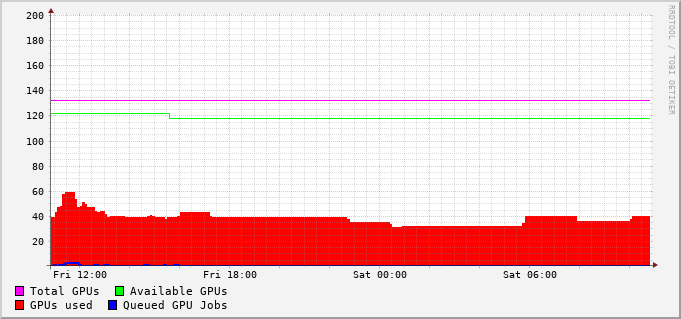 RRDTOOL / TOBI OETIKER
200
180
160
140
120
100
80
60
40
20
Fri 12:00 Fri 18:00 Sat 00:00 Sat 06:00
Total GPUs Available GPUs
GPUs used Queued GPU Jobs